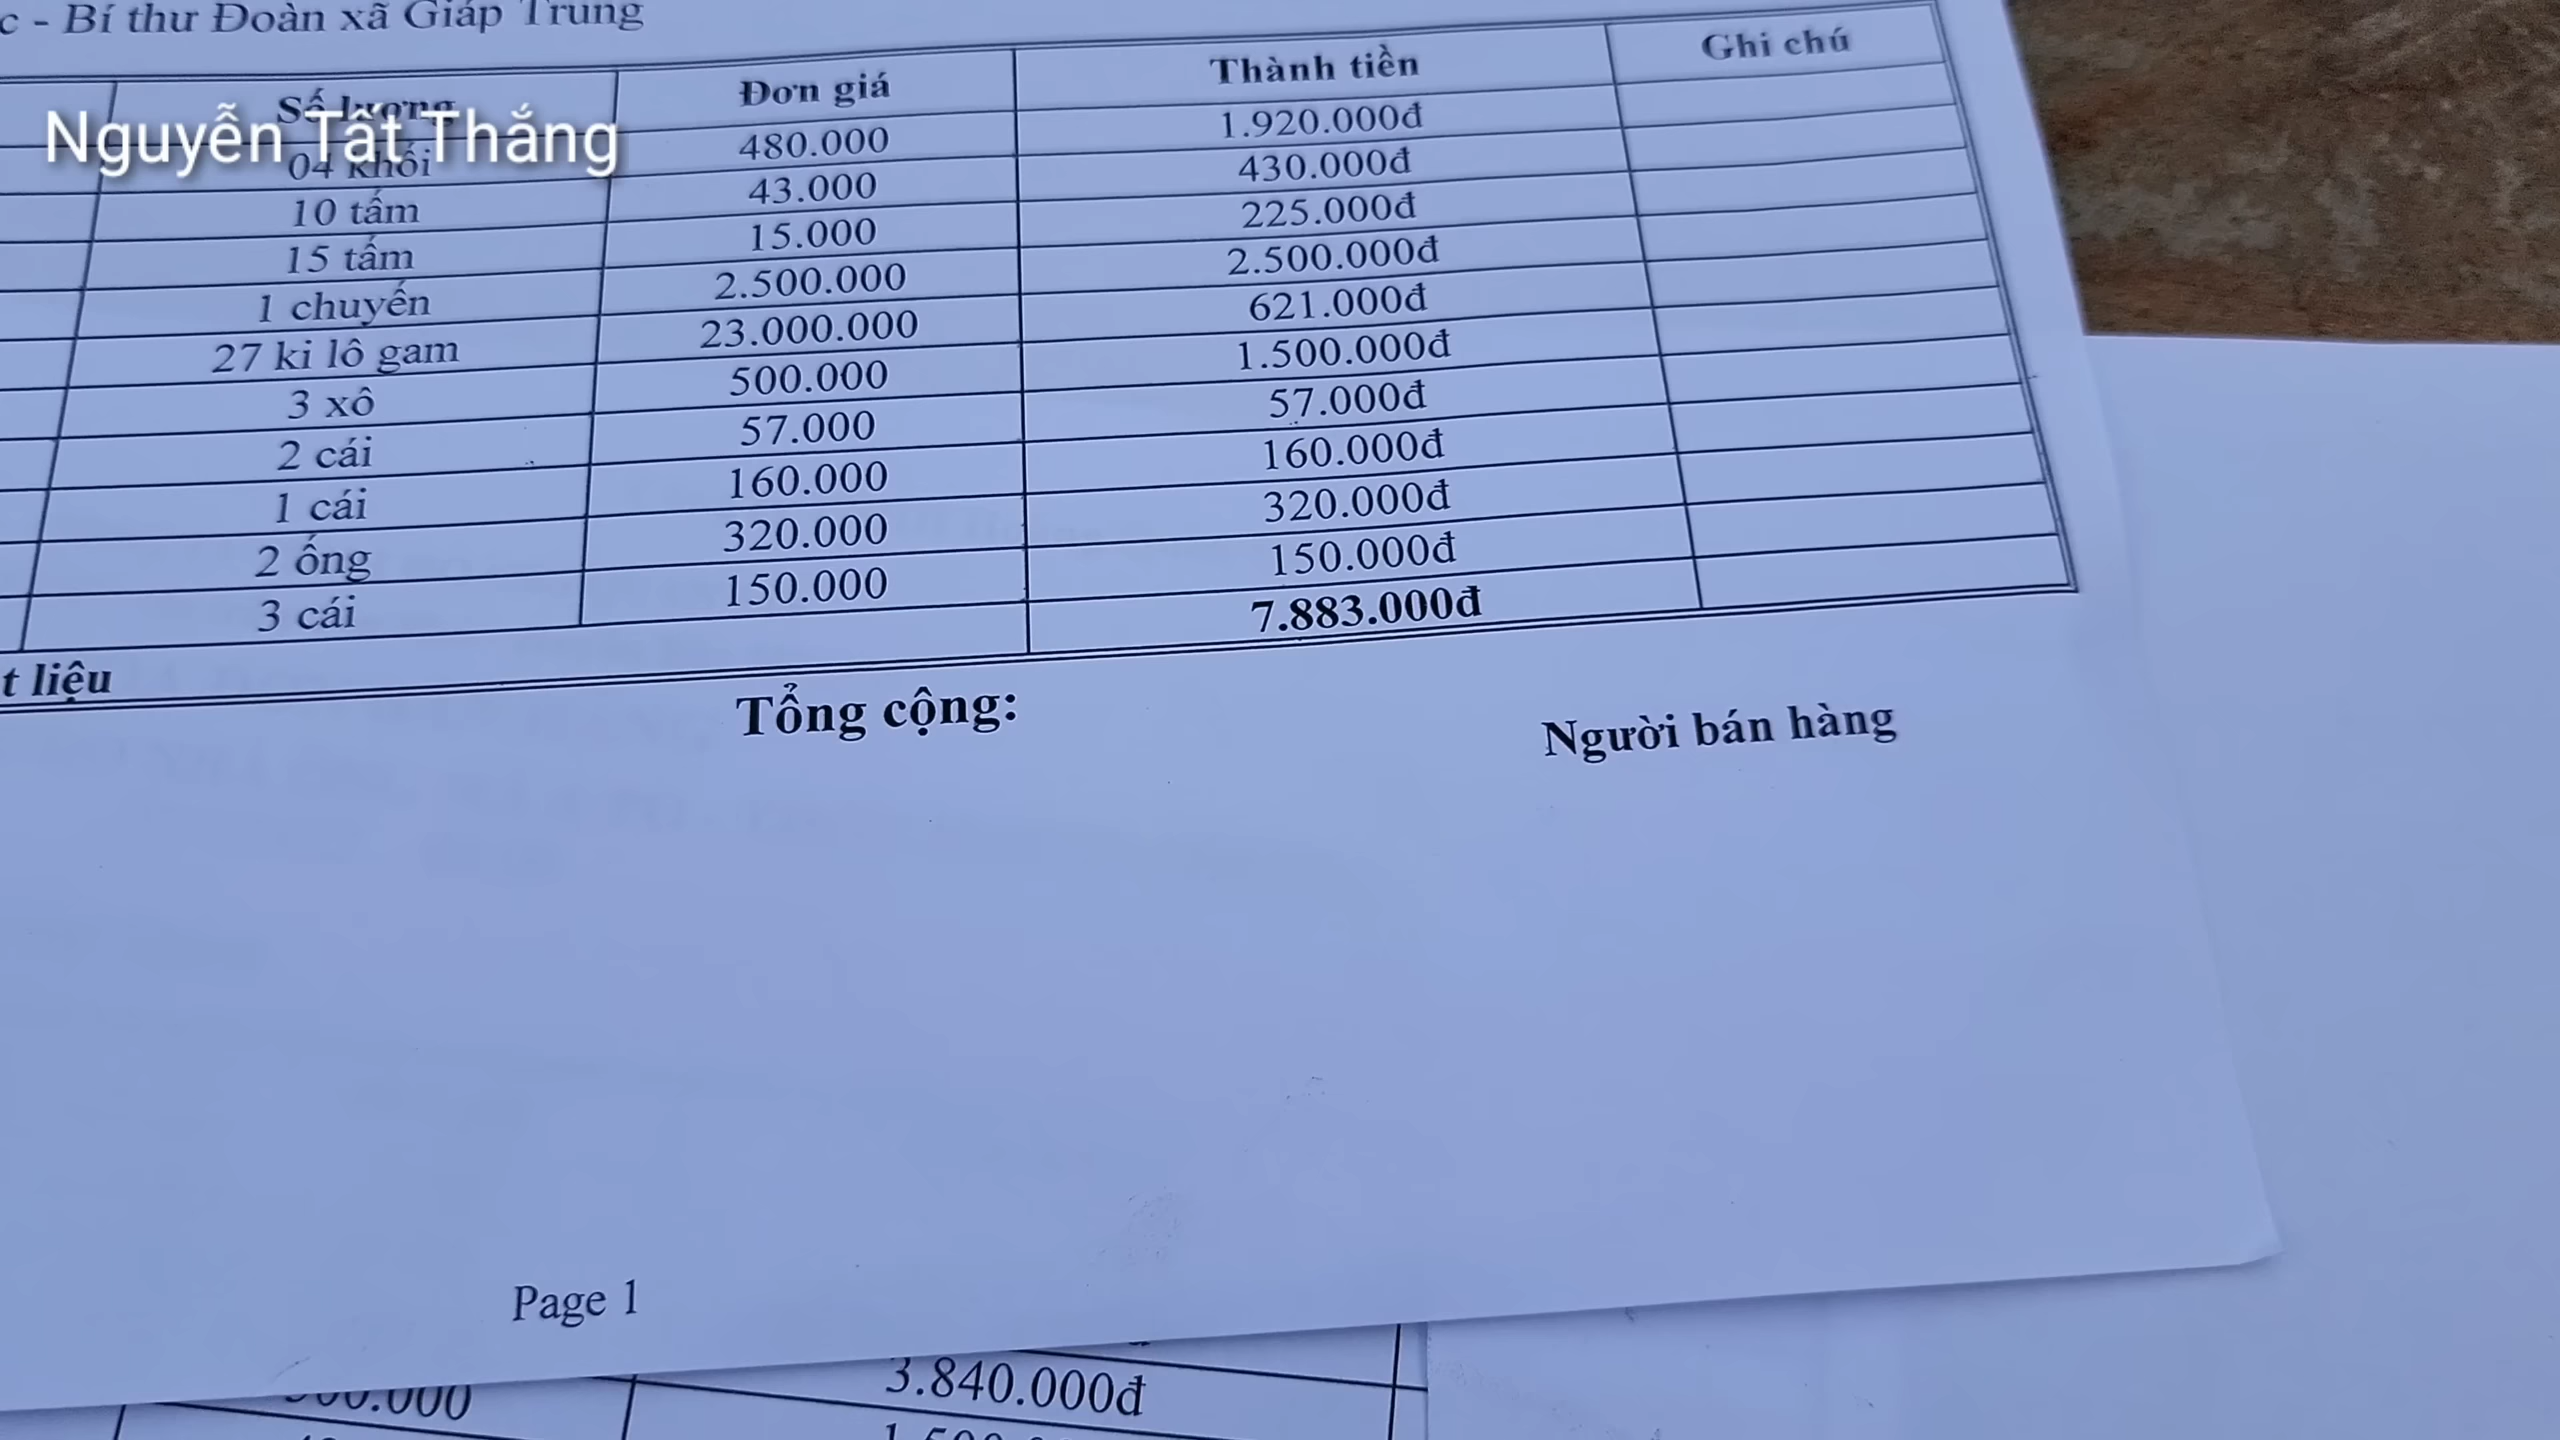 c - Bí thư Đoàn xã Giáp Trung
Số lượng Đơn giá Thành tiền Ghi chú
Nguyễn Tất Thắng
04 khối 480.000 1.920.000đ
10 tấm 43.000 430.000đ
15 tấm 15.000 225.000đ
1 chuyến 2.500.000 2.500.000đ
27 ki lô gam 23.000.000 621.000đ
3 xô 500.000 1.500.000đ
2 cái 57.000 57.000đ
1 cái 160.000 160.000đ
2 ống 320.000 320.000đ
3 cái 150.000 150.000đ
t liệu 7.883.000đ
Tổng cộng:
Người bán hàng
Page 1
3.840.000đ